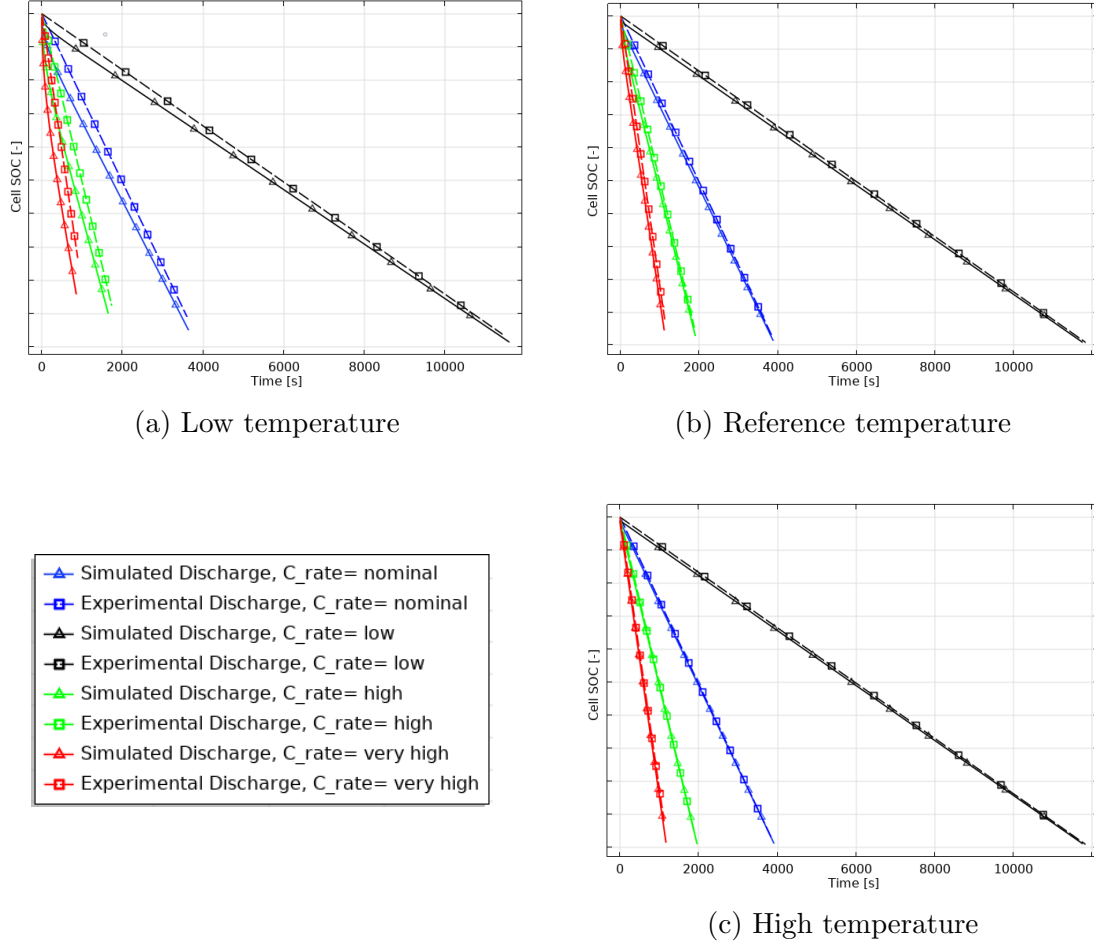 Cell SOC [-]
0 2000 4000 6000 8000 10000
Time [s]
(a) Low temperature
Cell SOC [-]
0 2000 4000 6000 8000 10000
Time [s]
(b) Reference temperature
Simulated Discharge, C_rate= nominal
Experimental Discharge, C_rate= nominal
Simulated Discharge, C_rate= low
Experimental Discharge, C_rate= low
Simulated Discharge, C_rate= high
Experimental Discharge, C_rate= high
Simulated Discharge, C_rate= very high
Experimental Discharge, C_rate= very high
Cell SOC [-]
0 2000 4000 6000 8000 10000
Time [s]
(c) High temperature